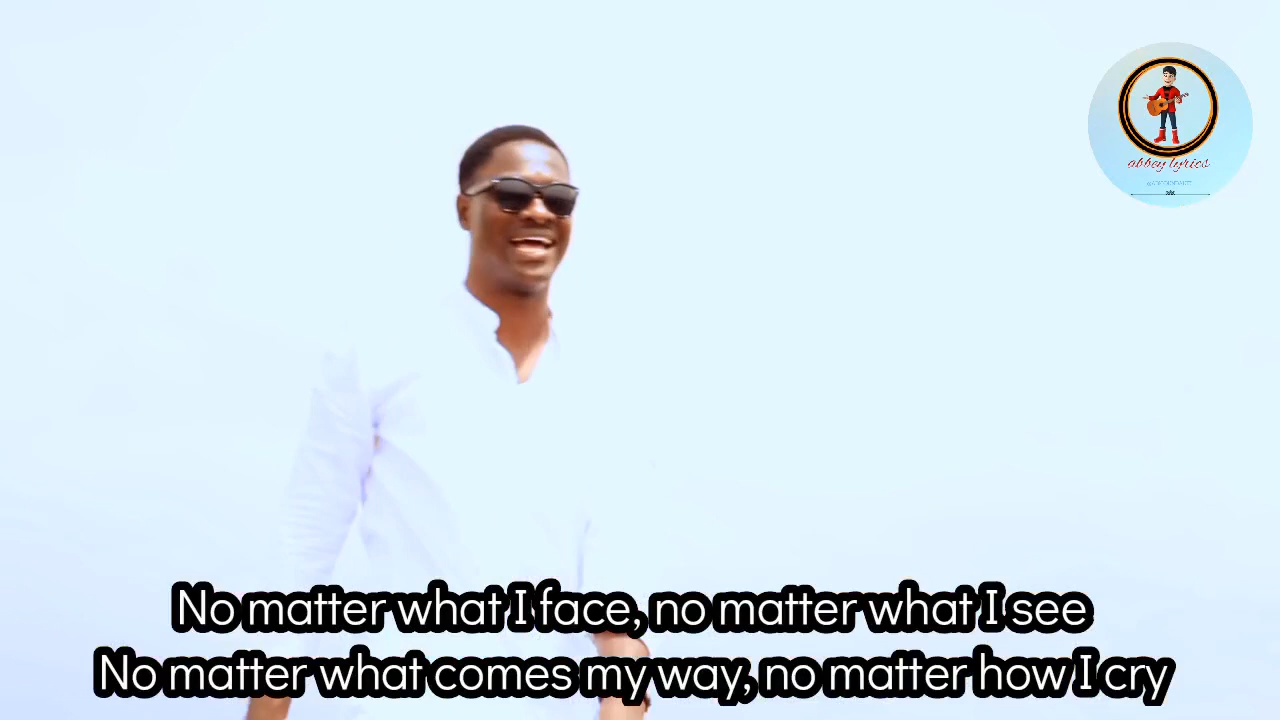 abbey lyrics
No matter what I face, no matter what I see
No matter what comes my way, no matter how I cry